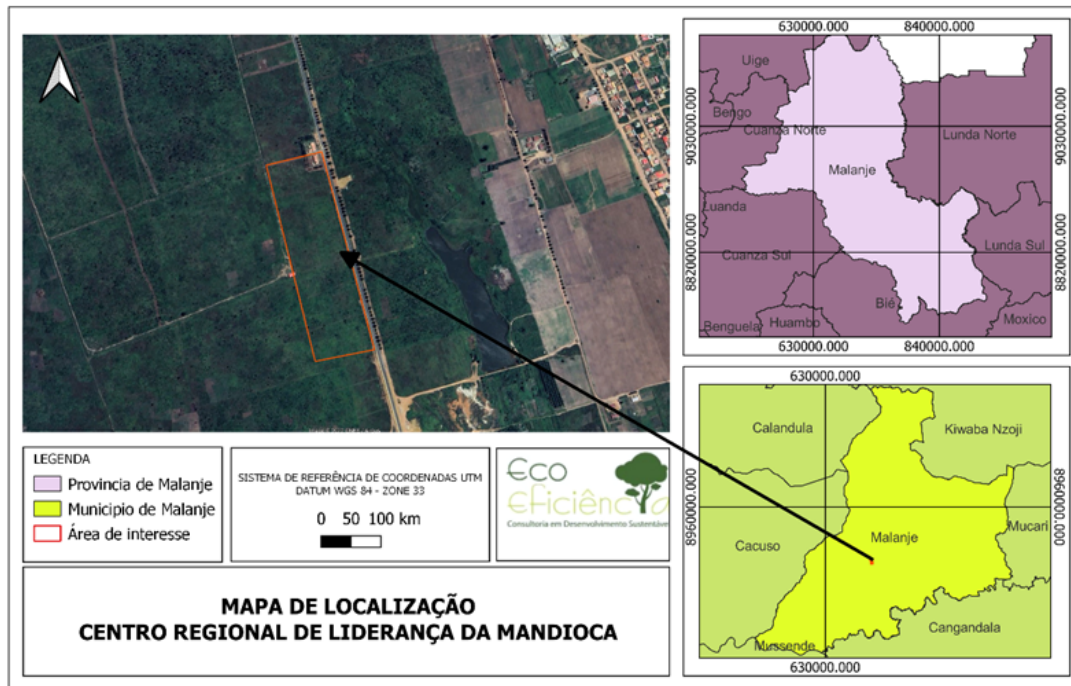 630000.000
840000.000
Uige
Bengo
Cuanza Norte
Lunda Norte
9030000.000
9030000.000
Malanje
Luanda
Cuanza Sul
Lunda Sul
8820000.000
8820000.000
Bié
Huambo
Benguela
Moxico
630000.000
840000.000
630000.000
Calandula
Kiwaba Nzoji
8960000.000
8960000.000
Malanje
Mucari
Cacuso
Cangandala
Mussende
630000.000
LEGENDA
Provincia de Malanje
Municipio de Malanje
Área de interesse
SISTEMA DE REFERÊNCIA DE COORDENADAS UTM
DATUM WGS 84 - ZONE 33
0 50 100 km
Eco
Eficiência
Consultoria em Desenvolvimento Sustentável
MAPA DE LOCALIZAÇÃO
CENTRO REGIONAL DE LIDERANÇA DA MANDIOCA